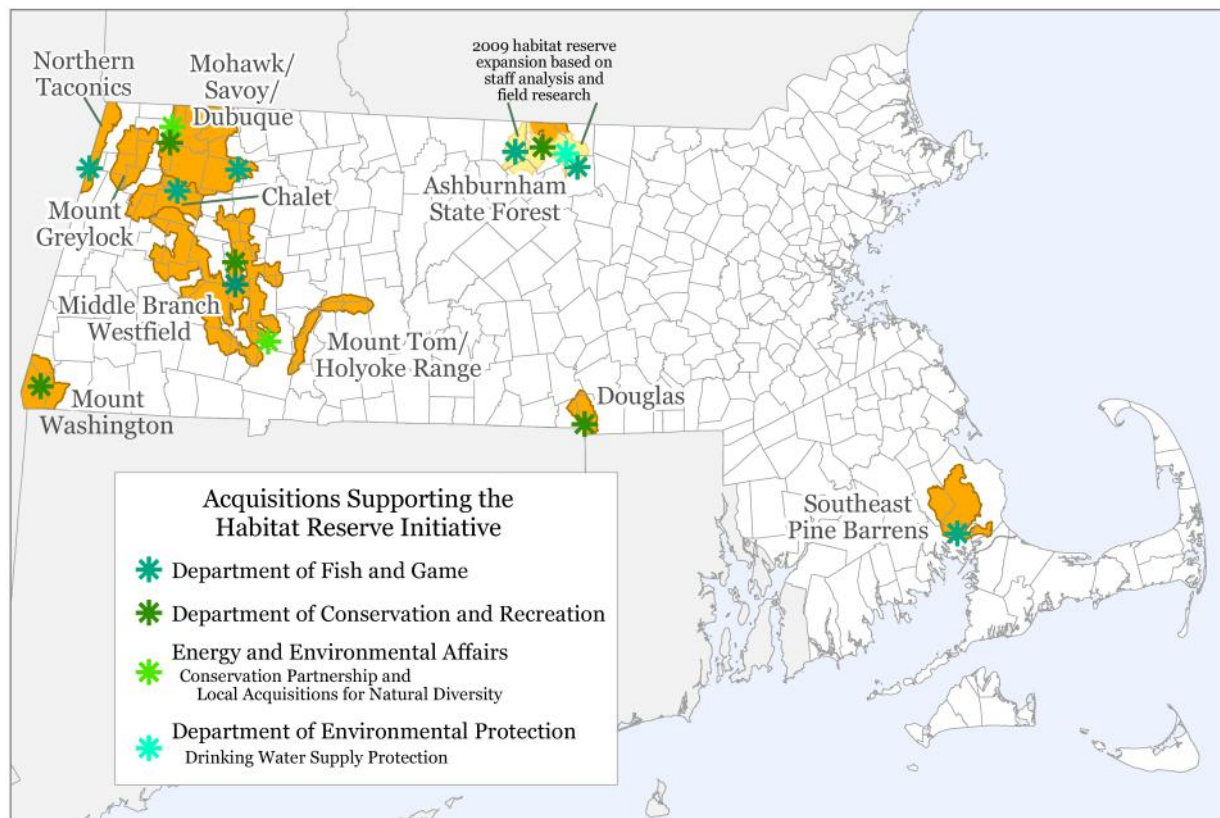 Northern
Taconics
Mohawk/
Savoy/
Dubuque
2009 habitat reserve
expansion based on
staff analysis and
field research
Mount
Greylock
Chalet
Ashburnham
State Forest
Middle Branch
Westfield
Mount Tom/
Holyoke Range
Mount
Washington
Douglas
Southeast
Pine Barrens
Acquisitions Supporting the
Habitat Reserve Initiative
Department of Fish and Game
Department of Conservation and Recreation
Energy and Environmental Affairs
Conservation Partnership and
Local Acquisitions for Natural Diversity
Department of Environmental Protection
Drinking Water Supply Protection